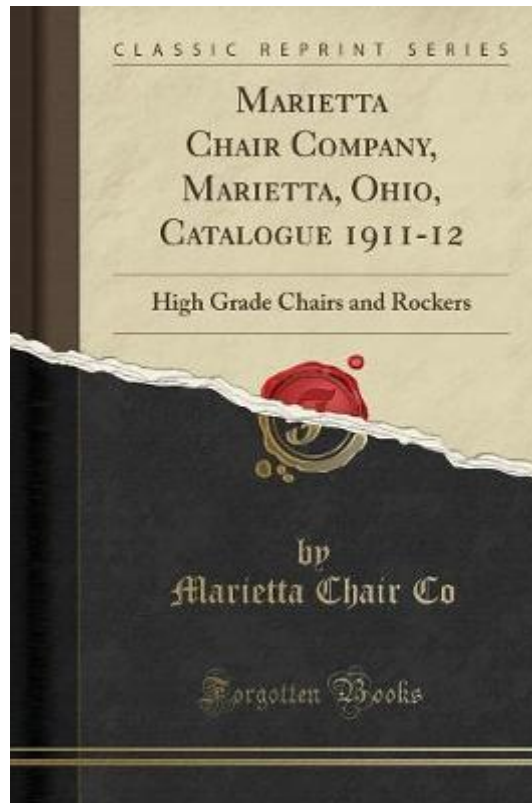 CLASSIC REPRINT SERIES
MARIETTA
CHAIR COMPANY,
MARIETTA, OHIO,
CATALOGUE 1911-12
High Grade Chairs and Rockers
F
by
Marietta Chair Co
Forgotten Books